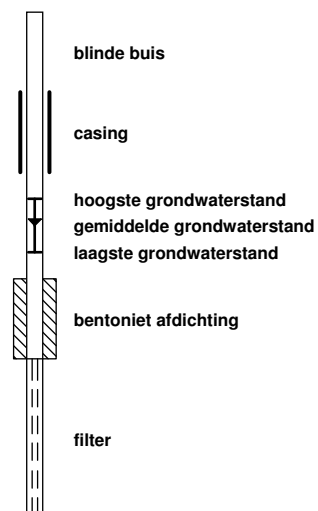 blinde buis
casing
hoogste grondwaterstand
gemiddelde grondwaterstand
laagste grondwaterstand
bentoniet afdichting
filter